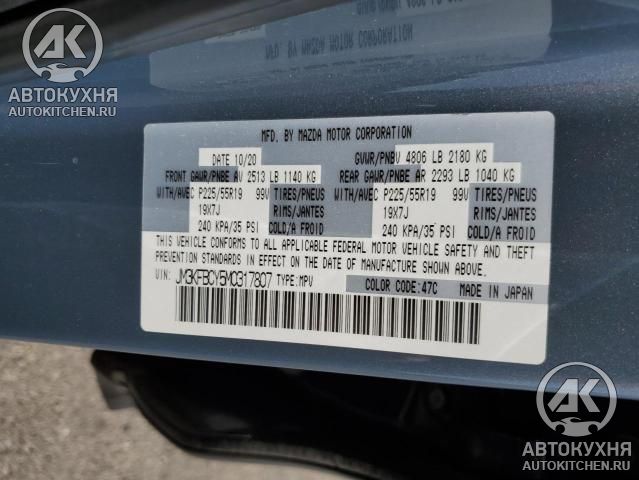 АК
АВТОКУХНЯ
AUTOKITCHEN.RU
MFD. BY MAZDA MOTOR CORPORATION
DATE 10/20 GVWR/PNBV 4806 LB 2180 KG
FRONT GAWR/PNBE AV 2513 LB 1140 KG REAR GAWR/PNBE AR 2293 LB 1040 KG
WITH/AVEC P225/55R19 99V TIRES/PNEUS WITH/AVEC P225/55R19 99V TIRES/PNEUS
19X7J RIMS/JANTES 19X7J RIMS/JANTES
240 KPA/35 PSI COLD/A FROID 240 KPA/35 PSI COLD/A FROID
THIS VEHICLE CONFORMS TO ALL APPLICABLE FEDERAL MOTOR VEHICLE SAFETY AND THEFT
PREVENTION STANDARDS IN EFFECT ON THE DATE OF MANUFACTURE SHOWN ABOVE.
VIN: JM3KFBCY5M0317807 TYPE:MPV COLOR CODE:47C MADE IN JAPAN
АК
АВТОКУХНЯ
AUTOKITCHEN.RU